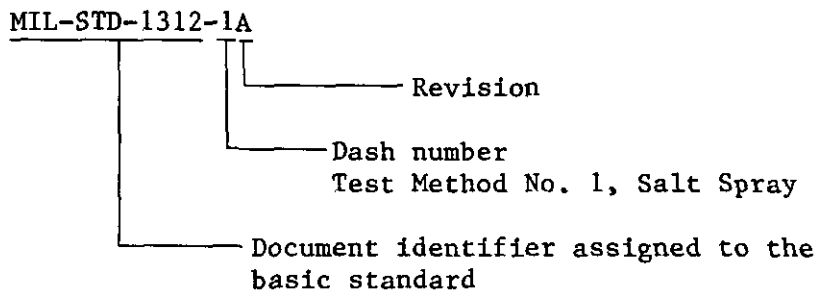 MIL-STD-1312-1A
Revision
Dash number
Test Method No. 1, Salt Spray
Document identifier assigned to the
basic standard